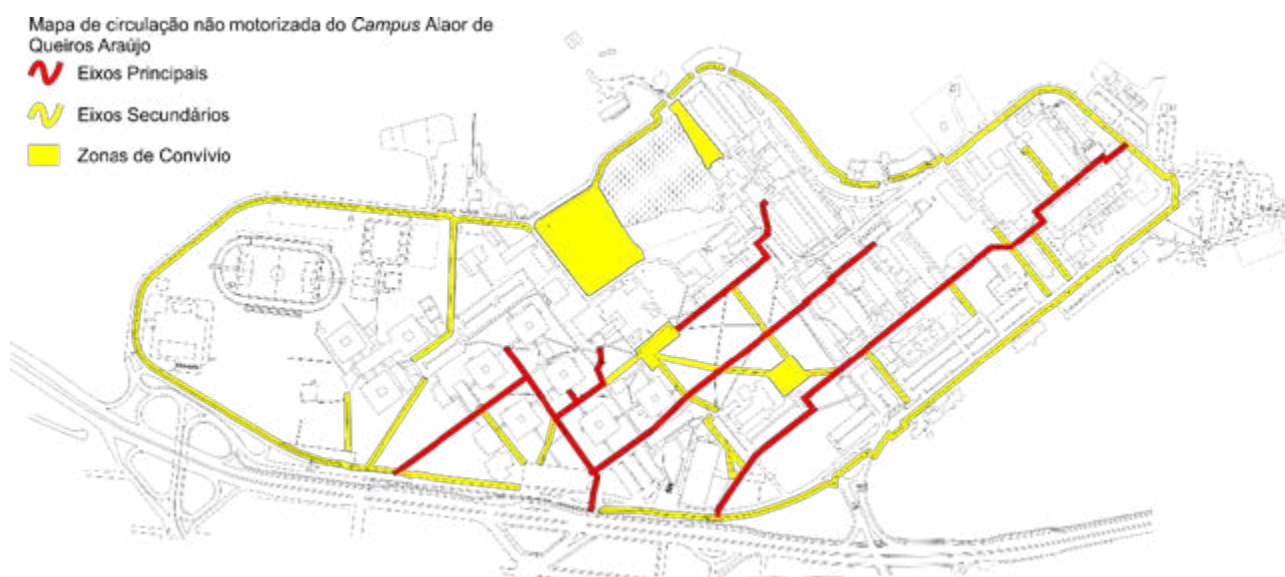 Mapa de circulação não motorizada do Campus Alaor de
Queiros Araújo
Eixos Principais
Eixos Secundários
Zonas de Convívio